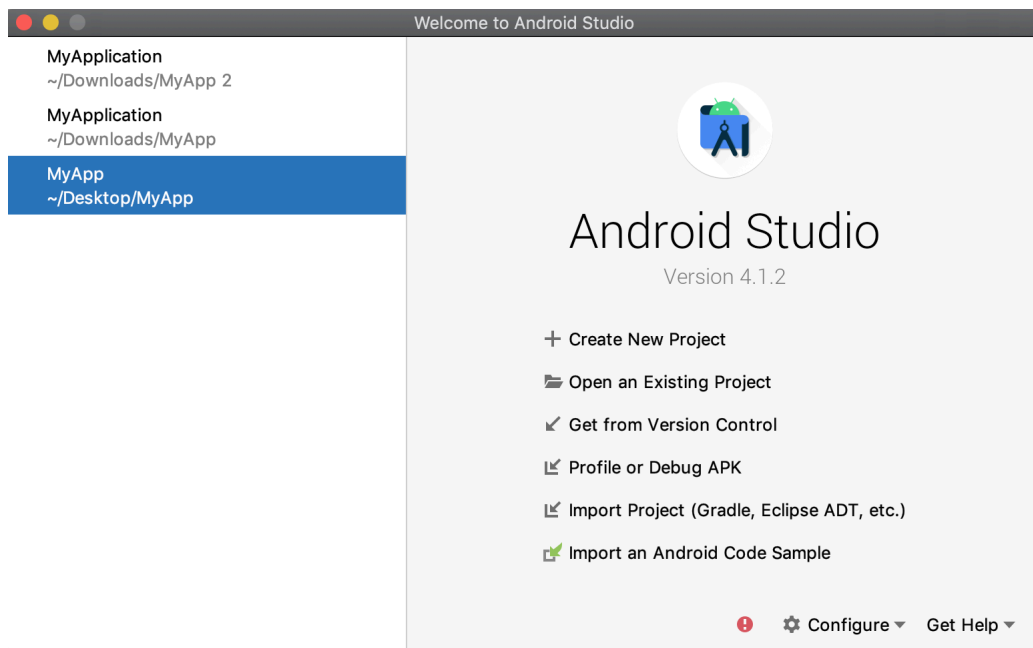 Welcome to Android Studio
MyApplication
~/Downloads/MyApp 2
MyApplication
~/Downloads/MyApp
MyApp
~/Desktop/MyApp
Android Studio
Version 4.1.2
Create New Project
Open an Existing Project
Get from Version Control
Profile or Debug APK
Import Project (Gradle, Eclipse ADT, etc.)
Import an Android Code Sample
Configure Get Help